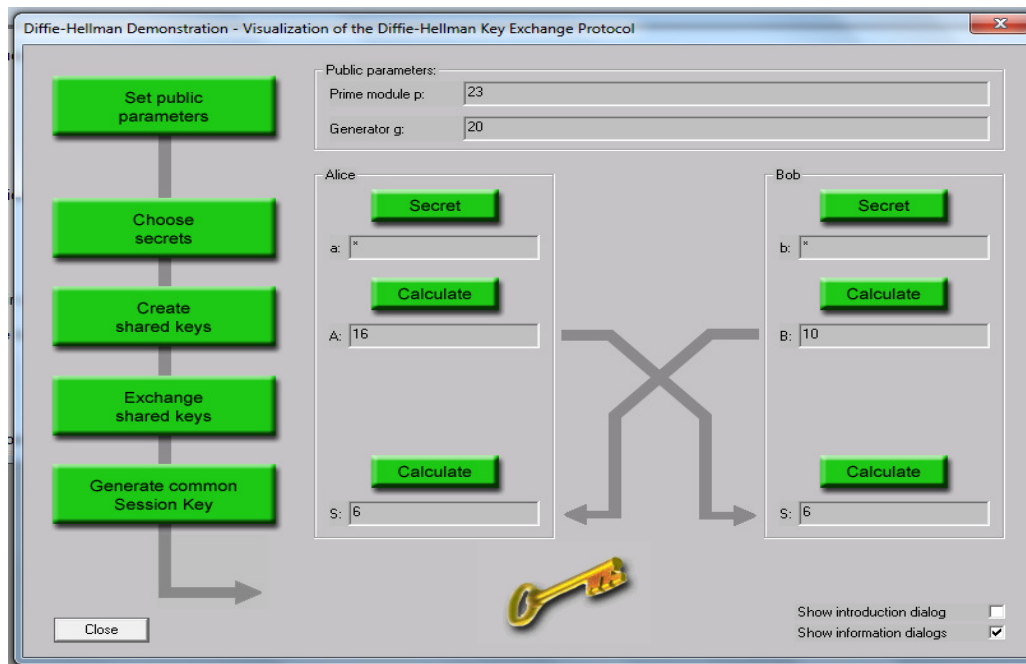 Diffie-Hellman Demonstration - Visualization of the Diffie-Hellman Key Exchange Protocol
Set public
parameters
Choose
secrets
Create
shared keys
Exchange
shared keys
Generate common
Session Key
Close
Public parameters:
Prime module p:
23
Generator g:
20
Alice
Secret
a: *
Calculate
A: 16
Calculate
S: 6
Bob
Secret
b: *
Calculate
B: 10
Calculate
S: 6
Show introduction dialog
Show information dialogs